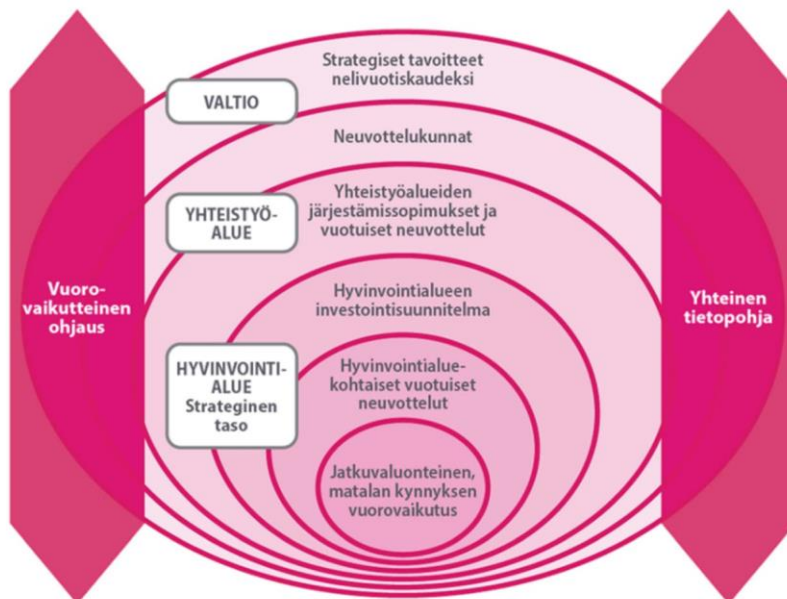 Strategiset tavoitteet
nelivuotiskaudeksi
VALTIO
Neuvottelukunnat
YHTEISTYÖ-
ALUE
Yhteistyöalueiden
järjestämissopimukset ja
vuotuiset neuvottelut
Vuoro-
vaikutteinen
ohjaus
Hyvinvointialueen
investointisuunnitelma
Yhteinen
tietopohja
HYVINVOINTI-
ALUE
Strateginen
taso
Hyvinvointialue-
kohtaiset vuotuiset
neuvottelut
Jatkuvaluonteinen,
matalan kynnyksen
vuorovaikutus